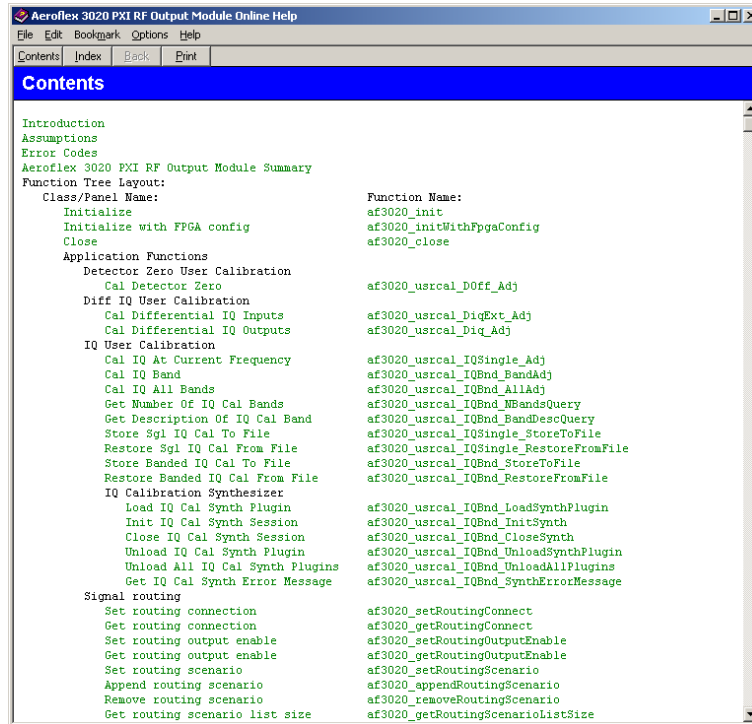 Aeroflex 3020 PXI RF Output Module Online Help
File Edit Bookmark Options Help
Contents Index Back Print
Contents
Introduction
Assumptions
Error Codes
Aeroflex 3020 PXI RF Output Module Summary
Function Tree Layout:
Class/Panel Name: Function Name:
Initialize af3020_init
Initialize with FPGA config af3020_initWithFpgaConfig
Close af3020_close
Application Functions
Detector Zero User Calibration
Cal Detector Zero af3020_usrcal_DOff_Adj
Diff IQ User Calibration
Cal Differential IQ Inputs af3020_usrcal_DiqExt_Adj
Cal Differential IQ Outputs af3020_usrcal_Diq_Adj
IQ User Calibration
Cal IQ At Current Frequency af3020_usrcal_IQSingle_Adj
Cal IQ Band af3020_usrcal_IQBnd_BandAdj
Cal IQ All Bands af3020_usrcal_IQBnd_AllAdj
Get Number Of IQ Cal Bands af3020_usrcal_IQBnd_NBandsQuery
Get Description Of IQ Cal Band af3020_usrcal_IQBnd_BandDescQuery
Store Sgl IQ Cal To File af3020_usrcal_IQSingle_StoreToFile
Restore Sgl IQ Cal From File af3020_usrcal_IQSingle_RestoreFromFile
Store Banded IQ Cal To File af3020_usrcal_IQBnd_StoreToFile
Restore Banded IQ Cal From File af3020_usrcal_IQBnd_RestoreFromFile
IQ Calibration Synthesizer
Load IQ Cal Synth Plugin af3020_usrcal_IQBnd_LoadSynthPlugin
Init IQ Cal Synth Session af3020_usrcal_IQBnd_InitSynth
Close IQ Cal Synth Session af3020_usrcal_IQBnd_CloseSynth
Unload IQ Cal Synth Plugin af3020_usrcal_IQBnd_UnloadSynthPlugin
Unload All IQ Cal Synth Plugins af3020_usrcal_IQBnd_UnloadAllPlugins
Get IQ Cal Synth Error Message af3020_usrcal_IQBnd_SynthErrorMessage
Signal routing
Set routing connection af3020_setRoutingConnect
Get routing connection af3020_getRoutingConnect
Set routing output enable af3020_setRoutingOutputEnable
Get routing output enable af3020_getRoutingOutputEnable
Set routing scenario af3020_setRoutingScenario
Append routing scenario af3020_appendRoutingScenario
Remove routing scenario af3020_removeRoutingScenario
Get routing scenario list size af3020_getRoutingScenarioListSize